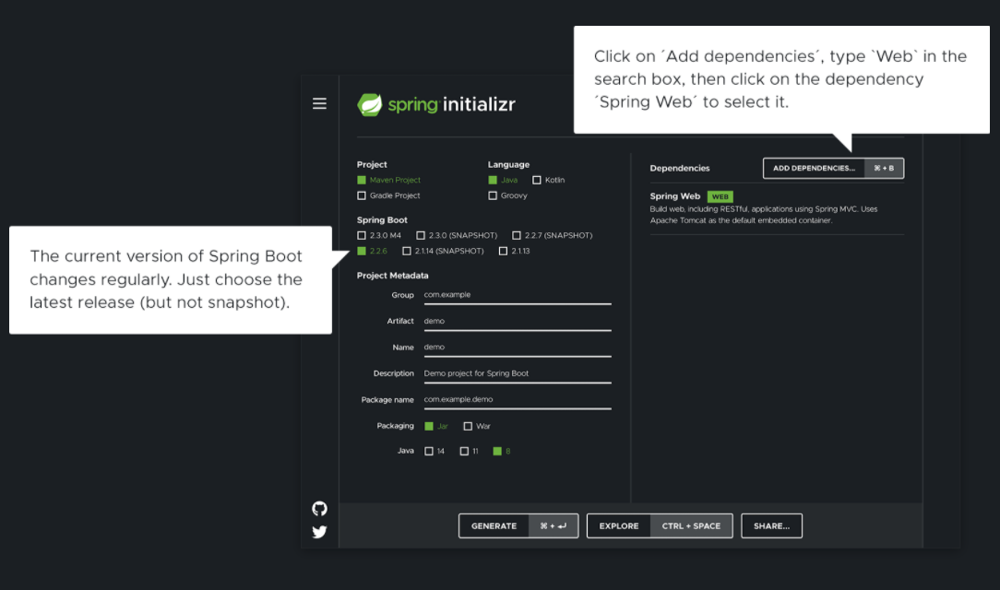 Click on ´Add dependencies´, type `Web` in the
search box, then click on the dependency
´Spring Web´ to select it.
spring initializr
Project
Maven Project
Gradle Project
Language
Java Kotlin
Groovy
Spring Boot
2.3.0 M4 2.3.0 (SNAPSHOT) 2.2.7 (SNAPSHOT)
2.2.6 2.1.14 (SNAPSHOT) 2.1.13
The current version of Spring Boot
changes regularly. Just choose the
latest release (but not snapshot).
Project Metadata
Group com.example
Artifact demo
Name demo
Description Demo project for Spring Boot
Package name com.example.demo
Packaging Jar War
Java 14 11 8
Dependencies ADD DEPENDENCIES... ⌘ + B
Spring Web WEB
Build web, including RESTful, applications using Spring MVC. Uses
Apache Tomcat as the default embedded container.
GENERATE ⌘ + ↵ EXPLORE CTRL + SPACE SHARE...